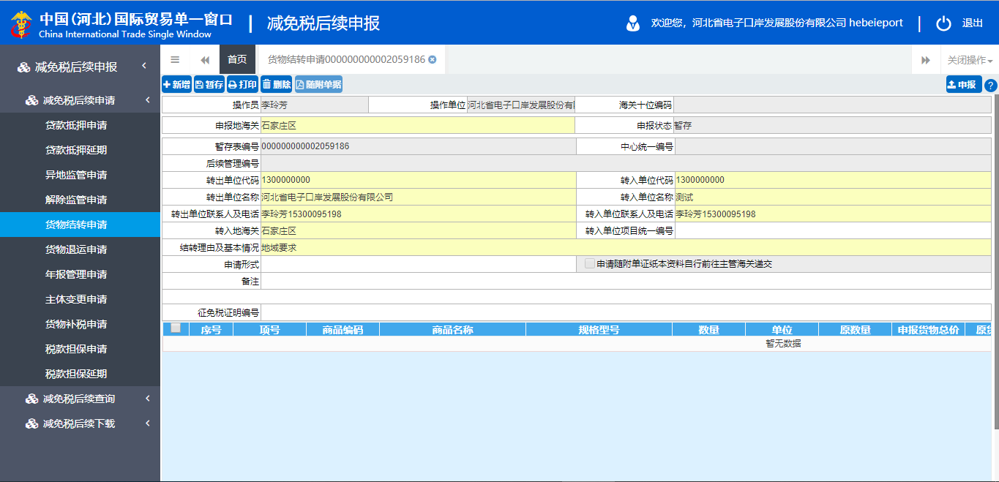 中国(河北)国际贸易单一窗口
China International Trade Single Window
减免税后续申报
欢迎您，河北省电子口岸发展股份有限公司 hebeieport
退出
减免税后续申报
首页
货物结转申请000000000002059186
关闭操作
减免税后续申请
贷款抵押申请
贷款抵押延期
异地监管申请
解除监管申请
货物结转申请
货物退运申请
年报管理申请
主体变更申请
货物补税申请
税款担保申请
税款担保延期
减免税后续查询
减免税后续下载
新增 暂存 打印 删除 随附单据 申报 ?
操作员 李玲芳 操作单位 河北省电子口岸发展股份有 海关十位编码
申报地海关 石家庄区 申报状态 暂存
暂存表编号 000000000002059186 中心统一编号
后续管理编号
转出单位代码 1300000000 转入单位代码 1300000000
转出单位名称 河北省电子口岸发展股份有限公司 转入单位名称 测试
转出单位联系人及电话 李玲芳15300095198 转入单位联系人及电话 李玲芳15300095198
转入地海关 石家庄区 转入单位项目统一编号
结转理由及基本情况 地域要求
申请形式 申请随附单证纸本资料自行前往主管海关递交
备注
征免税证明编号
序号 项号 商品编码 商品名称 规格型号 数量 单位 原数量 申报货物总价 原
暂无数据